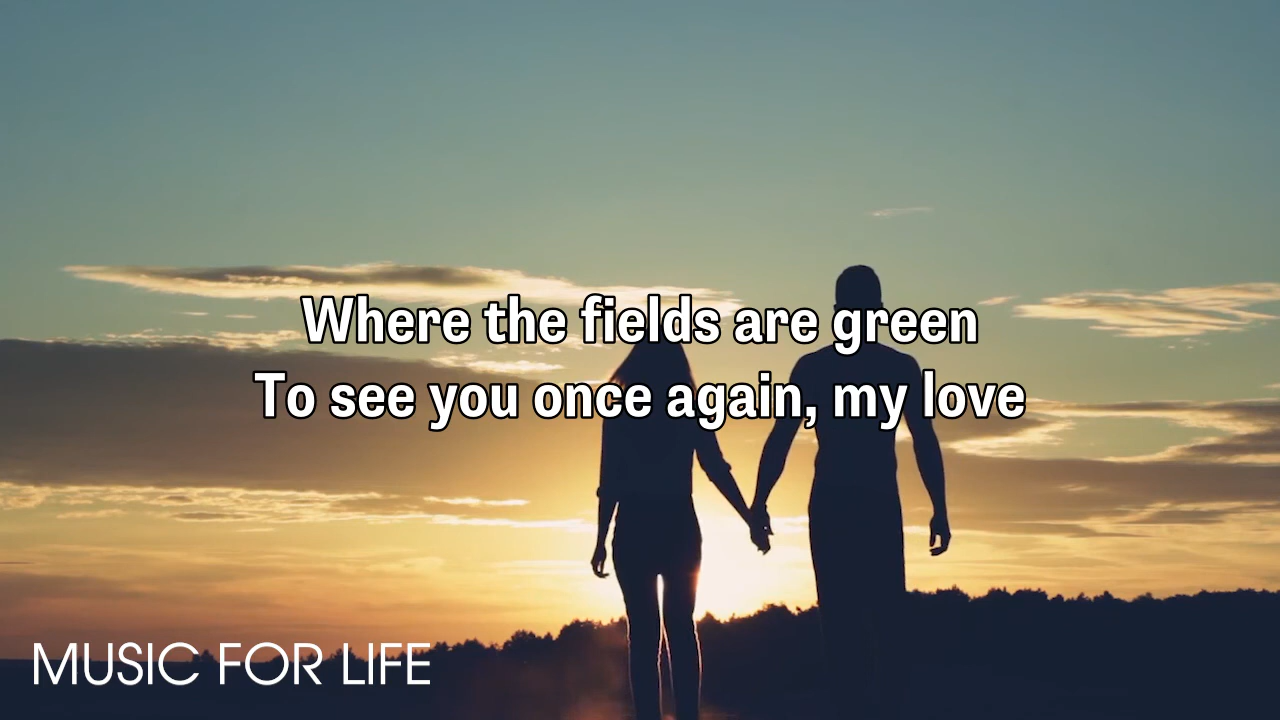 Where the fields are green
To see you once again, my love
MUSIC FOR LIFE